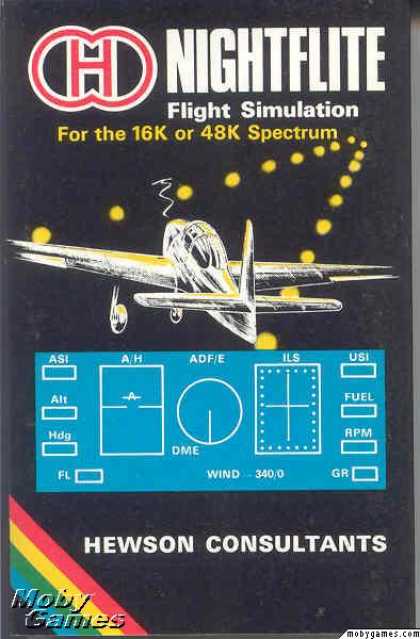 H
NIGHTFLITE
Flight Simulation
For the 16K or 48K Spectrum
ASI
A/H
ADF/E
ILS
USI
A
Alt
FUEL
Hdg
RPM
DME
FL
WIND - 340/0
GR
HEWSON CONSULTANTS
Moby
Games
mobygames.com